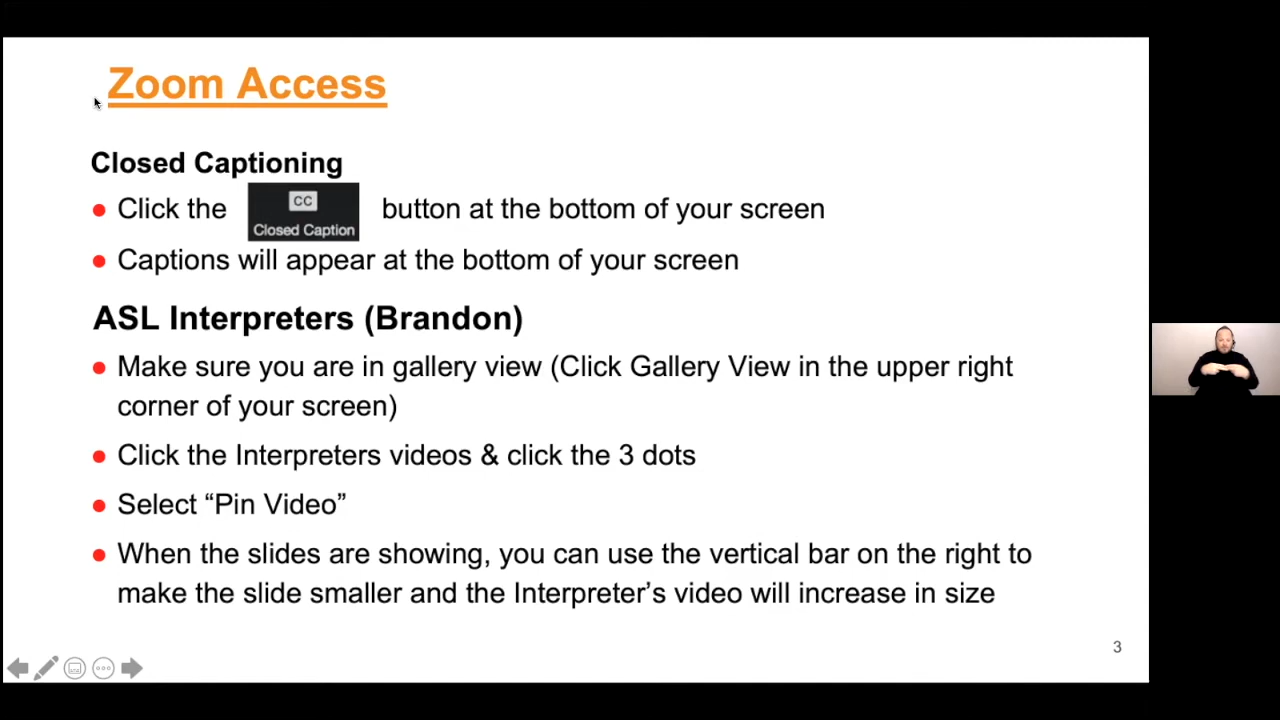 Zoom Access
Closed Captioning
Click the CC Closed Caption button at the bottom of your screen
Captions will appear at the bottom of your screen
ASL Interpreters (Brandon)
Make sure you are in gallery view (Click Gallery View in the upper right
corner of your screen)
Click the Interpreters videos & click the 3 dots
Select “Pin Video”
When the slides are showing, you can use the vertical bar on the right to
make the slide smaller and the Interpreter’s video will increase in size
3